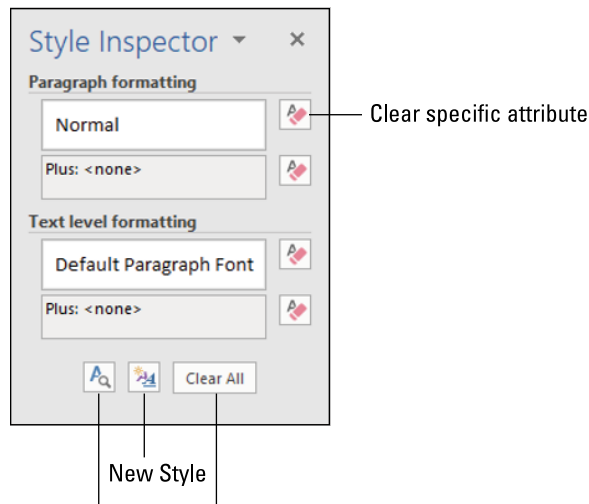 Style Inspector
Paragraph formatting
Normal
Clear specific attribute
Plus: <none>
Text level formatting
Default Paragraph Font
Plus: <none>
Clear All
New Style